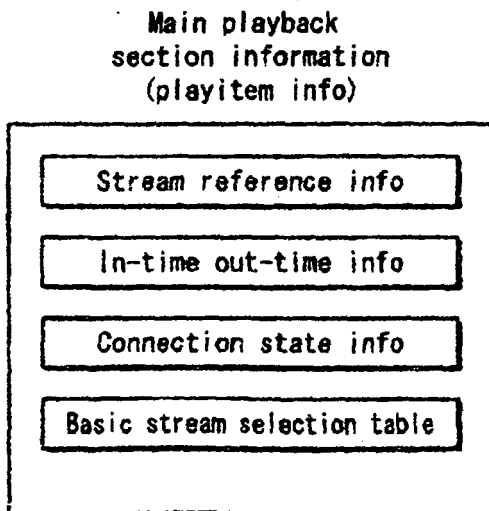 Main playback
section information
(playitem info)
Stream reference info
In-time out-time info
Connection state info
Basic stream selection table